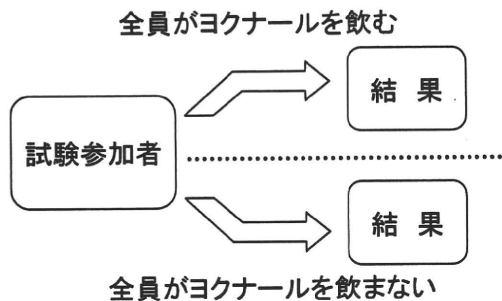 全員がヨクナールを飲む
結 果
試験参加者
結 果
全員がヨクナールを飲まない